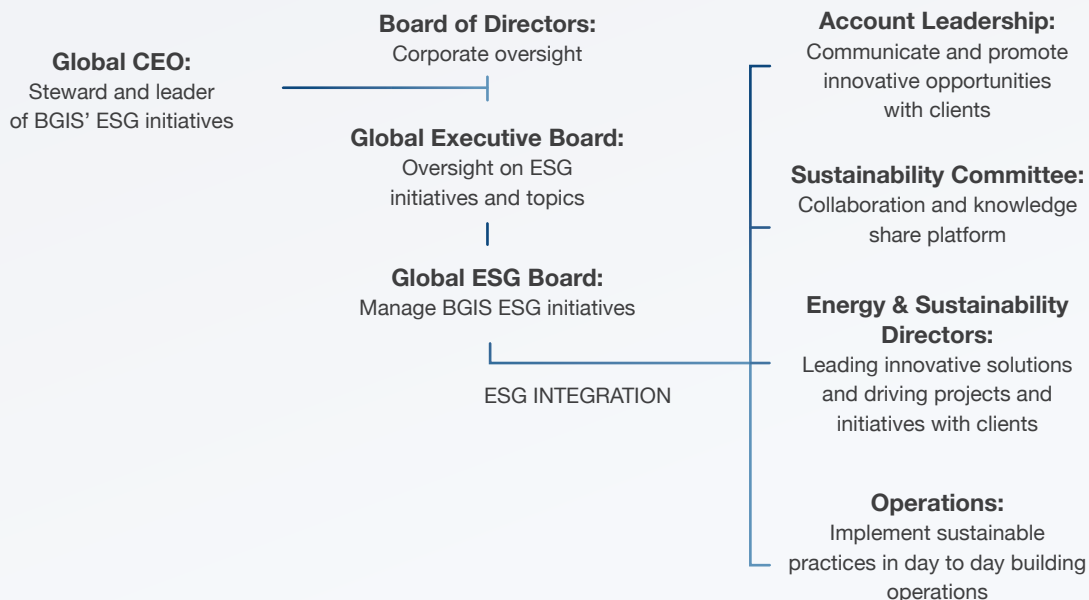 Global CEO:
Steward and leader
of BGIS’ ESG initiatives
Board of Directors:
Corporate oversight
Global Executive Board:
Oversight on ESG
initiatives and topics
Global ESG Board:
Manage BGIS ESG initiatives
ESG INTEGRATION
Account Leadership:
Communicate and promote
innovative opportunities
with clients
Sustainability Committee:
Collaboration and knowledge
share platform
Energy & Sustainability
Directors:
Leading innovative solutions
and driving projects and
initiatives with clients
Operations:
Implement sustainable
practices in day to day building
operations